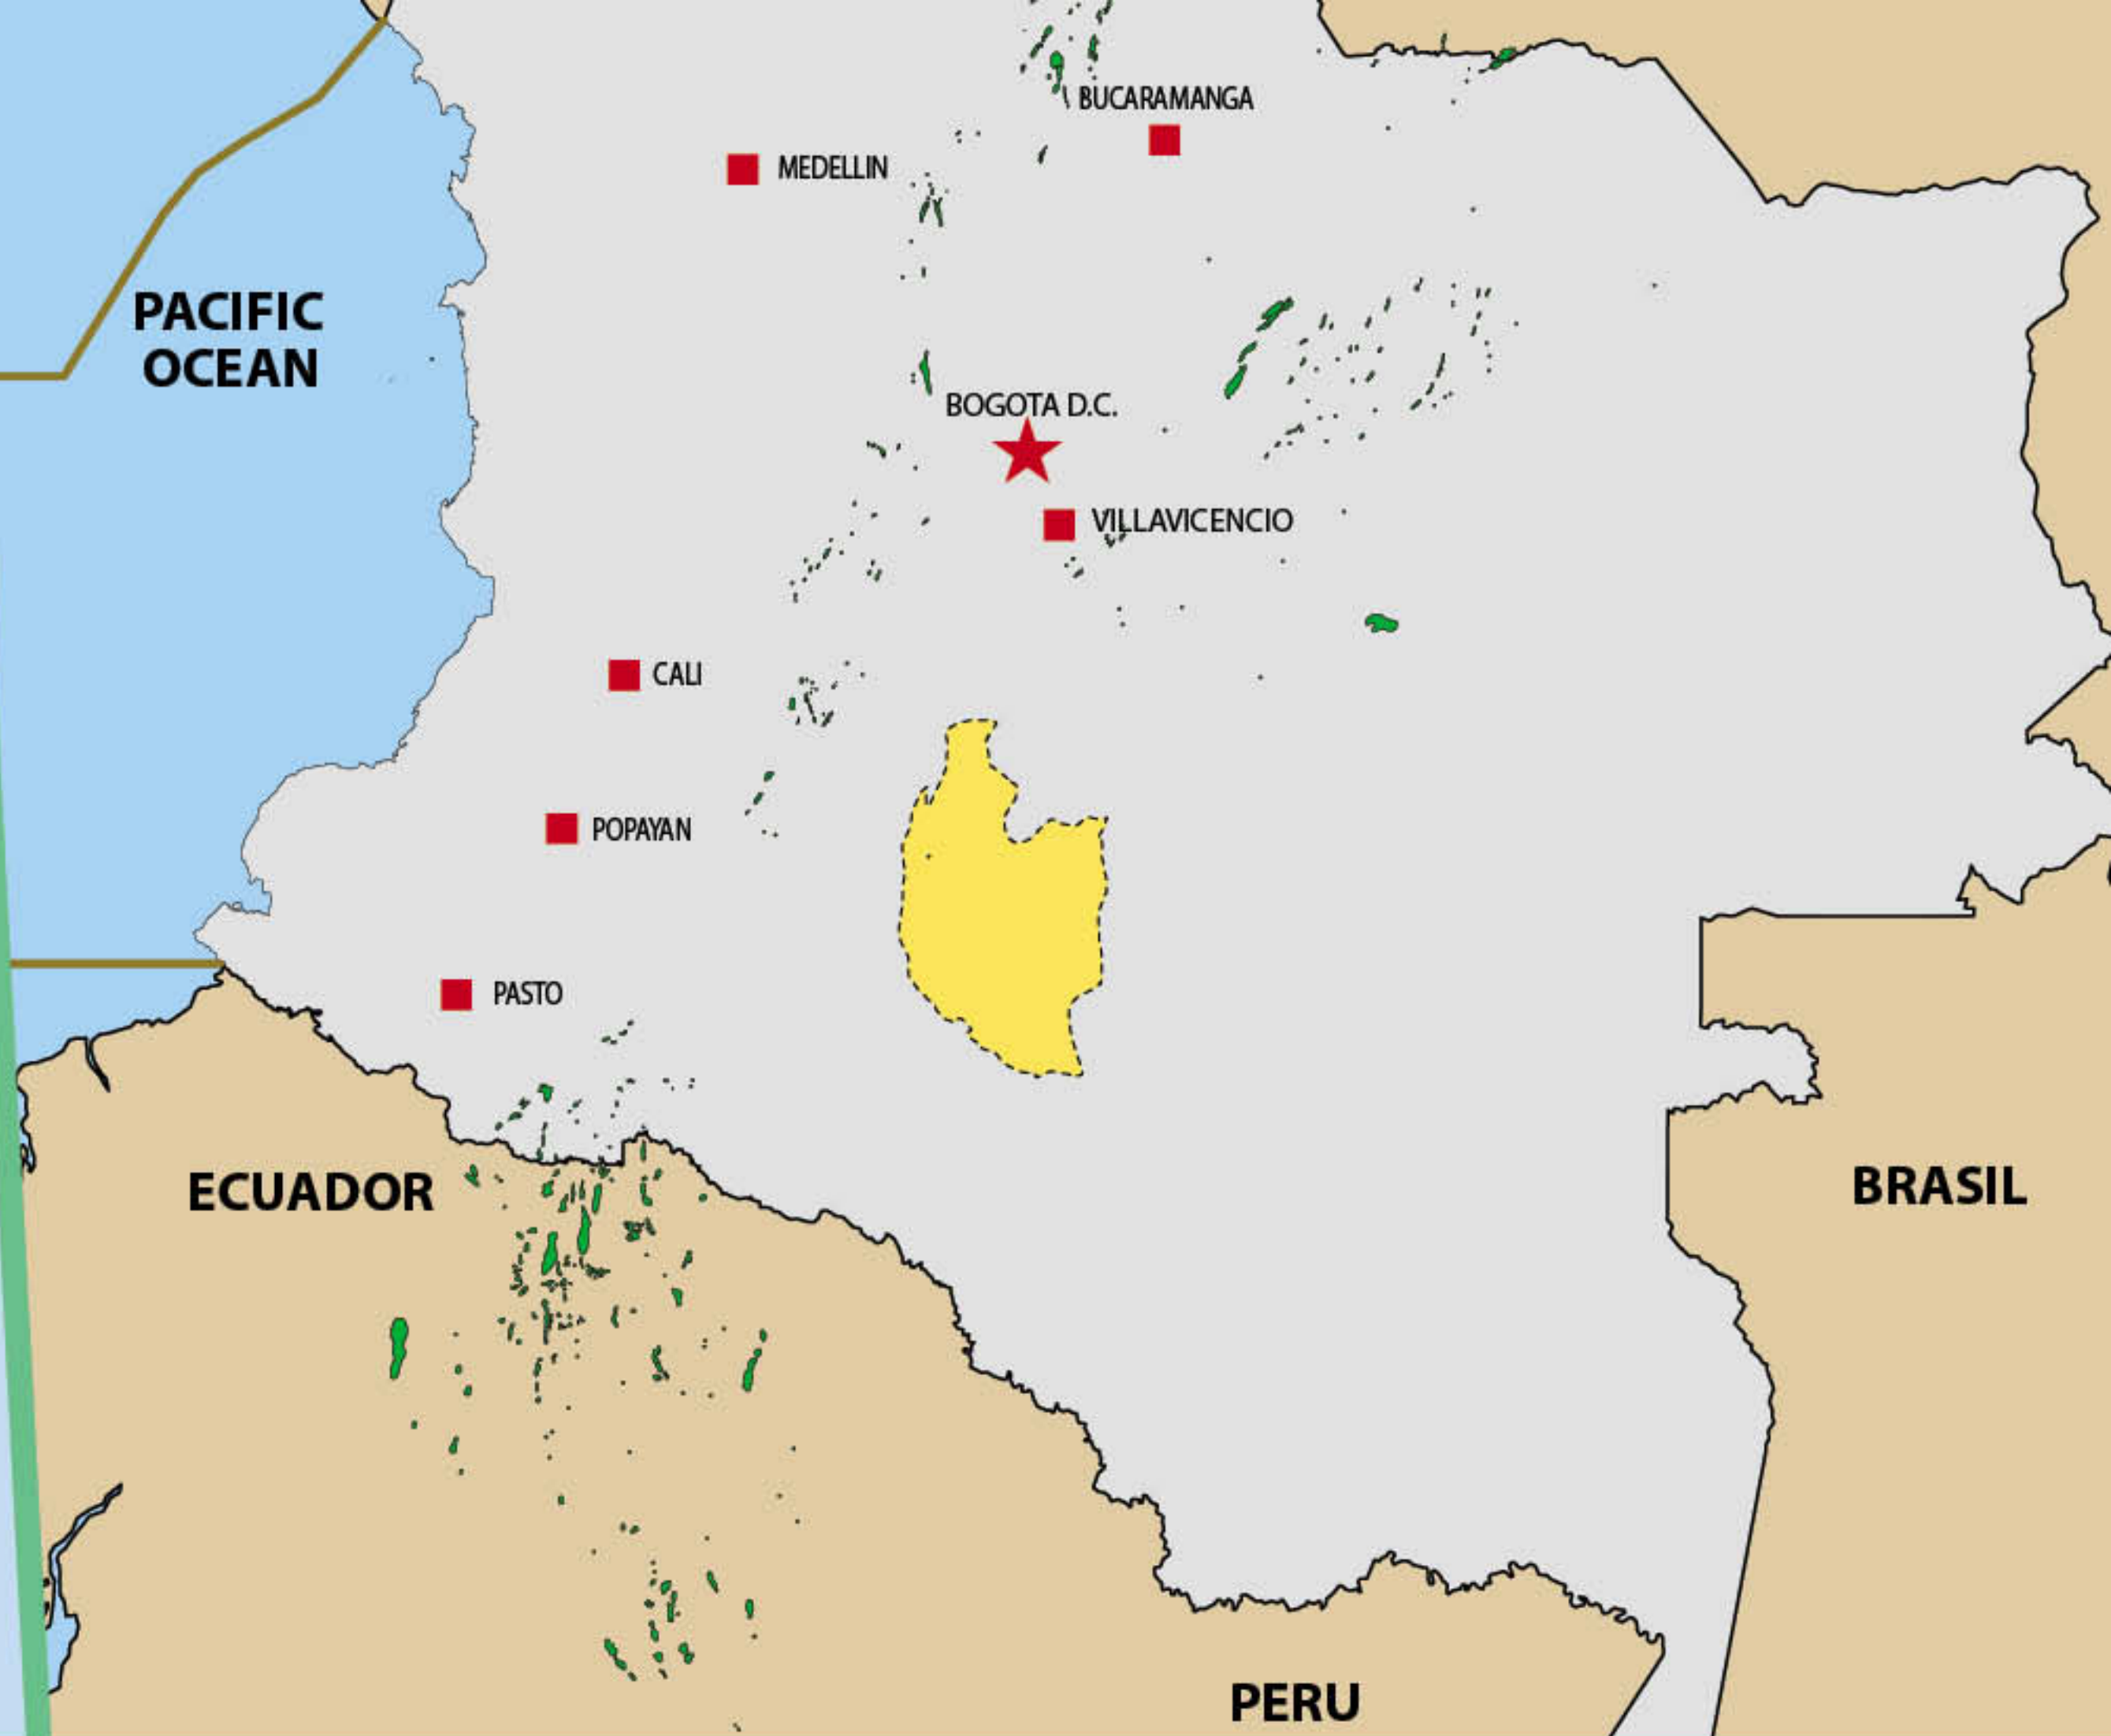 BUCARAMANGA
MEDELLIN
PACIFIC
OCEAN
BOGOTA D.C.
VILLAVICENCIO
CALI
POPAYAN
PASTO
ECUADOR
BRASIL
PERU